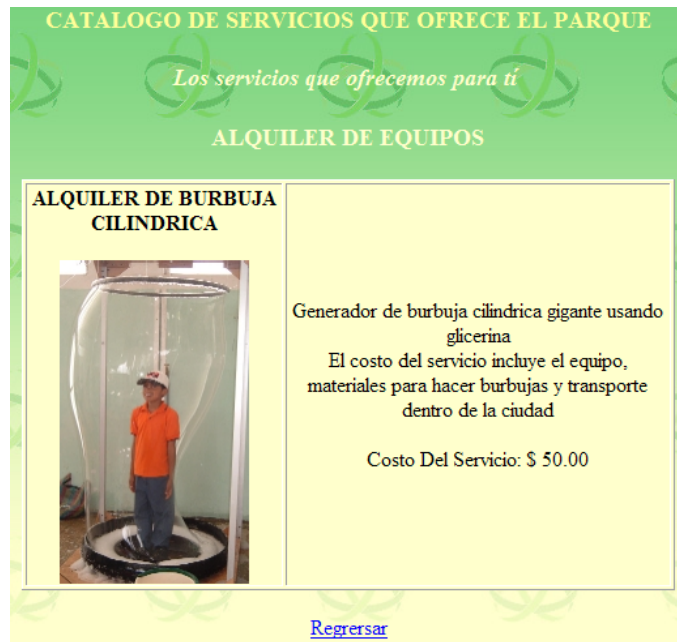 CATALOGO DE SERVICIOS QUE OFRECE EL PARQUE
Los servicios que ofrecemos para tí
ALQUILER DE EQUIPOS
ALQUILER DE BURBUJA
CILINDRICA
Generador de burbuja cilindrica gigante usando
glicerina
El costo del servicio incluye el equipo,
materiales para hacer burbujas y transporte
dentro de la ciudad
Costo Del Servicio: $ 50.00
Regrersar